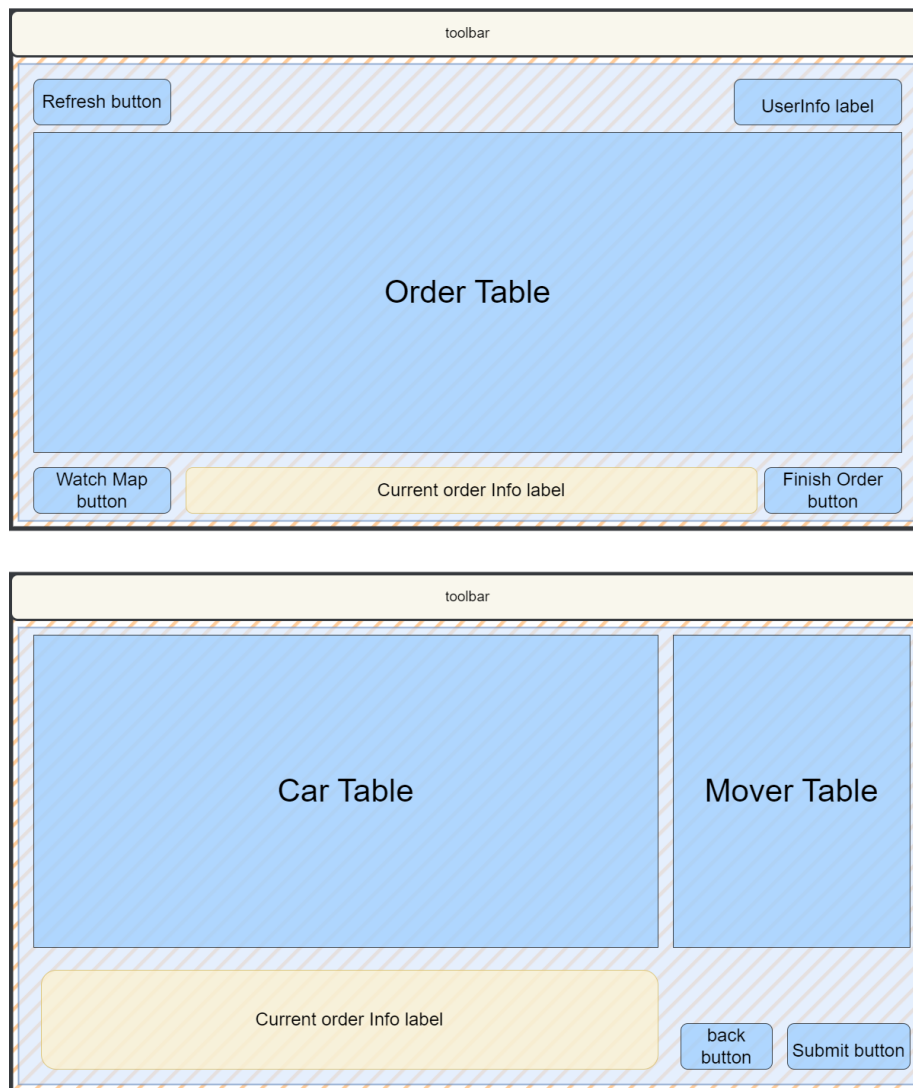 toolbar
Refresh button
UserInfo label
Order Table
Watch Map
button
Current order Info label
Finish Order
button
toolbar
Car Table
Mover Table
Current order Info label
back
button
Submit button